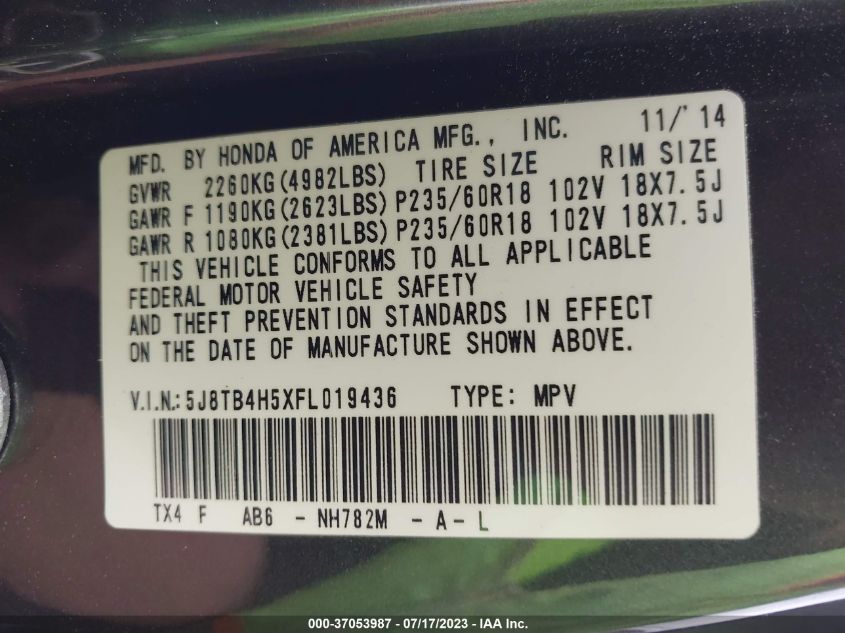 MFD. BY HONDA OF AMERICA MFG., INC. 11/'14
GVWR 2260KG(4982LBS) TIRE SIZE RIM SIZE
GAWR F 1190KG(2623LBS) P235/60R18 102V 18X7.5J
GAWR R 1080KG(2381LBS) P235/60R18 102V 18X7.5J
THIS VEHICLE CONFORMS TO ALL APPLICABLE
FEDERAL MOTOR VEHICLE SAFETY
AND THEFT PREVENTION STANDARDS IN EFFECT
ON THE DATE OF MANUFACTURE SHOWN ABOVE.
V.I.N.: 5J8TB4H5XFL019436 TYPE: MPV
TX4 F AB6 - NH782M - A - L
000-37053987 / 07/17/2023 - IAA Inc.